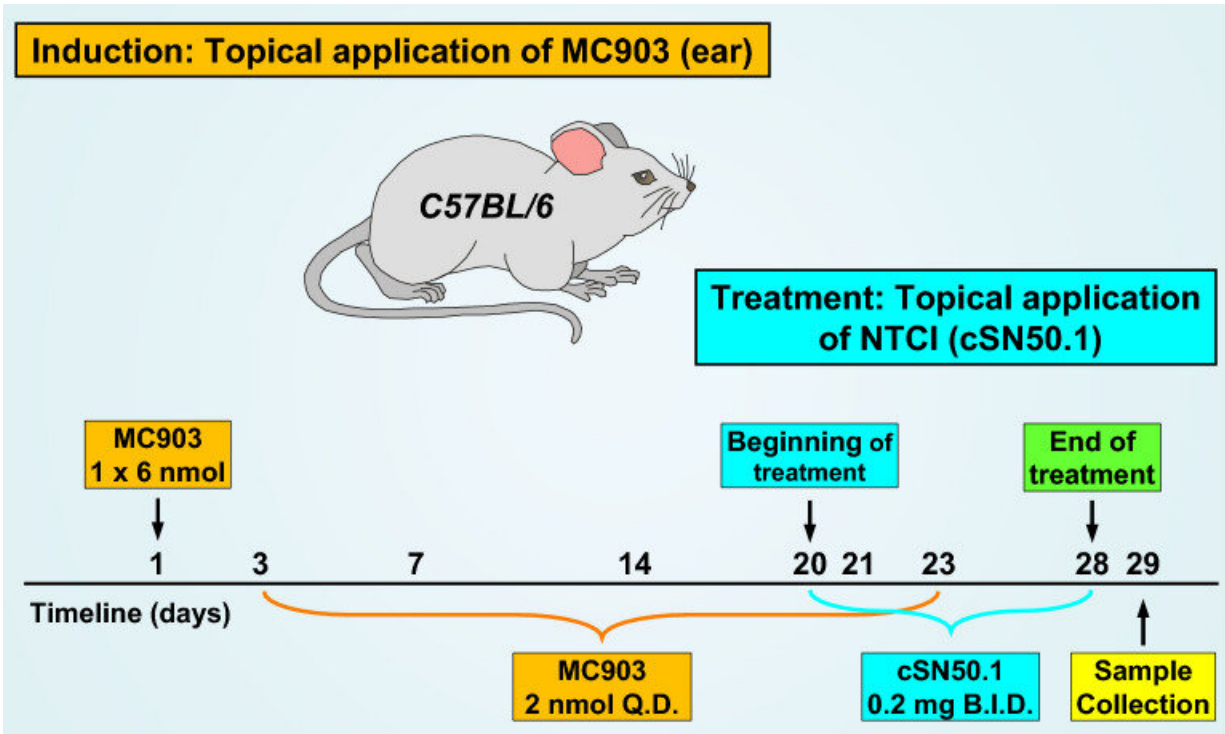 Induction: Topical application of MC903 (ear)
C57BL/6
Treatment: Topical application
of NTCI (cSN50.1)
MC903
1 x 6 nmol
Beginning of
treatment
End of
treatment
1 3 7 14 20 21 23 28 29
Timeline (days)
MC903
2 nmol Q.D.
cSN50.1
0.2 mg B.I.D.
Sample
Collection